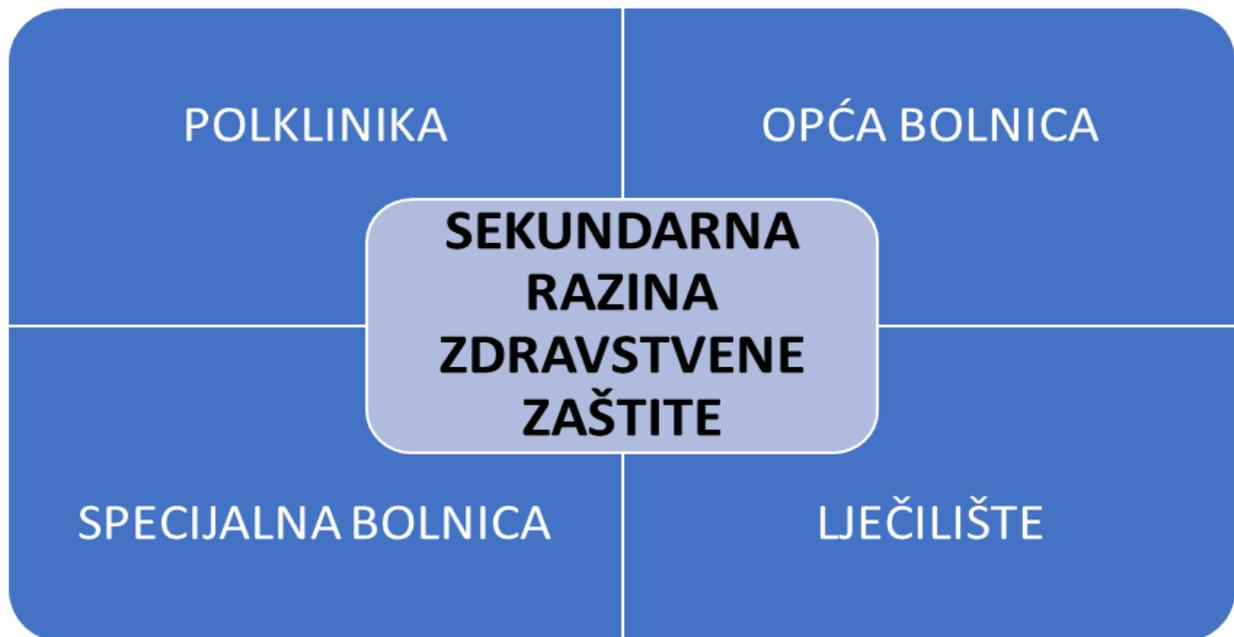 POLKLINIKA
OPĆA BOLNICA
SEKUNDARNA
RAZINA
ZDRAVSTVENE
ZAŠTITE
SPECIJALNA BOLNICA
LJEČILIŠTE